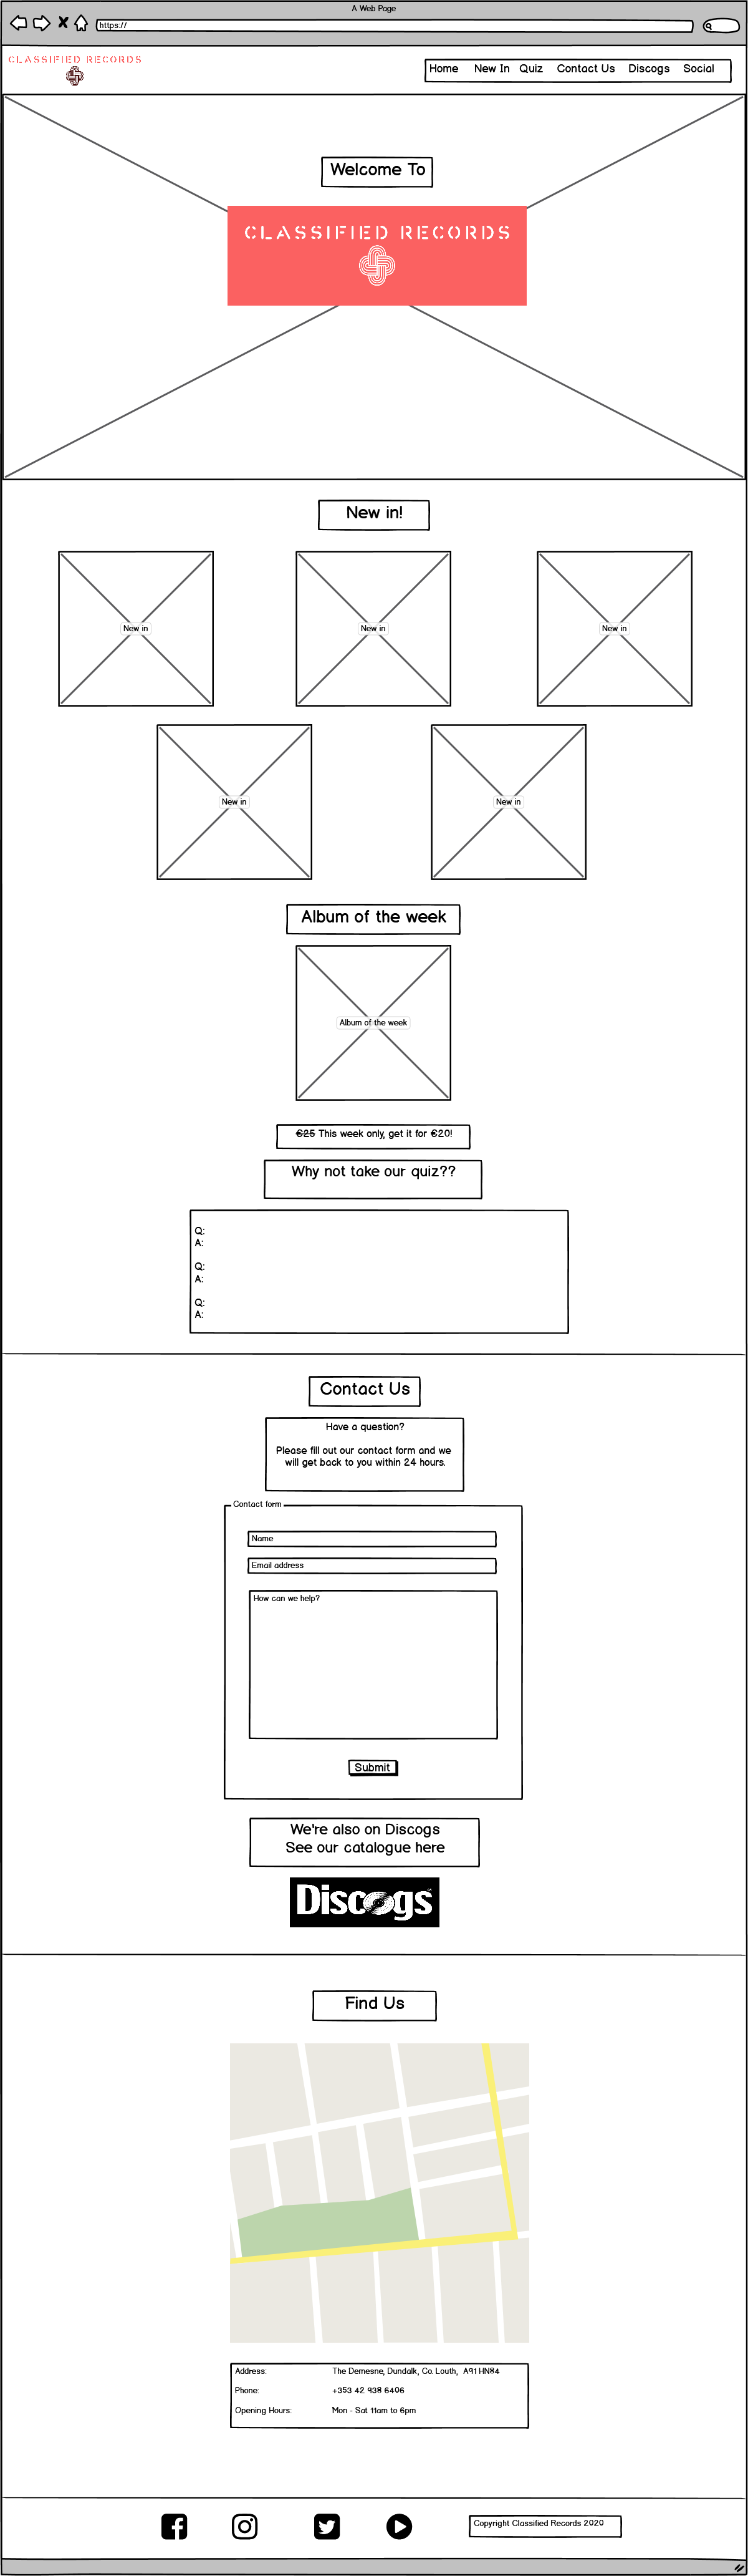 A Web Page
https://
CLASSIFIED RECORDS
Home New In Quiz Contact Us Discogs Social
Welcome To
CLASSIFIED RECORDS
New in!
New in
New in
New in
New in
New in
Album of the week
Album of the week
€25 This week only, get it for €20!
Why not take our quiz??
Q:
A:
Q:
A:
Q:
A:
Contact Us
Have a question?
Please fill out our contact form and we
will get back to you within 24 hours.
Contact form
Name
Email address
How can we help?
Submit
We're also on Discogs
See our catalogue here
Discogs
Find Us
Address: The Demesne, Dundalk, Co. Louth, A91 HN84
Phone: +353 42 938 6406
Opening Hours: Mon - Sat 11am to 6pm
Copyright Classified Records 2020